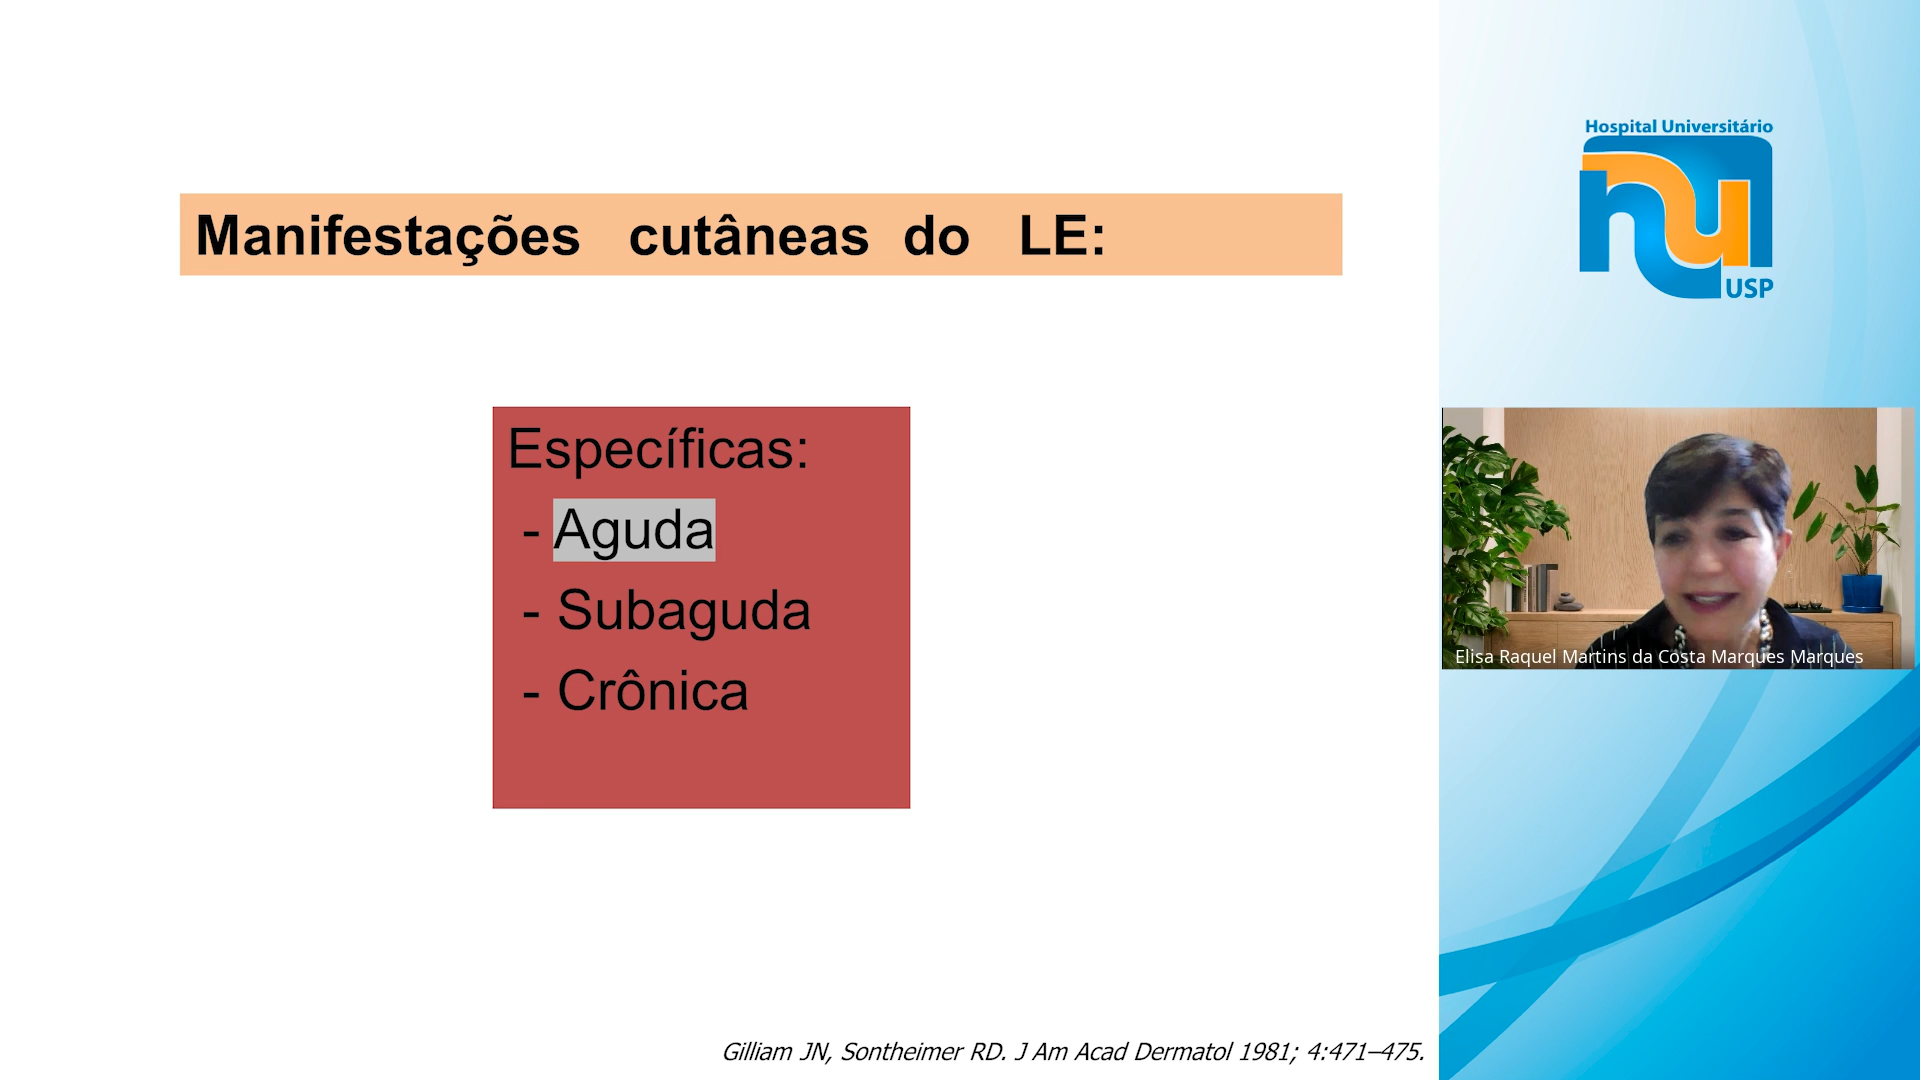 Manifestações cutâneas do LE:
Específicas:
- Aguda
- Subaguda
- Crônica
Gilliam JN, Sontheimer RD. J Am Acad Dermatol 1981; 4:471–475.
Hospital Universitário
hu
USP
Elisa Raquel Martins da Costa Marques Marques